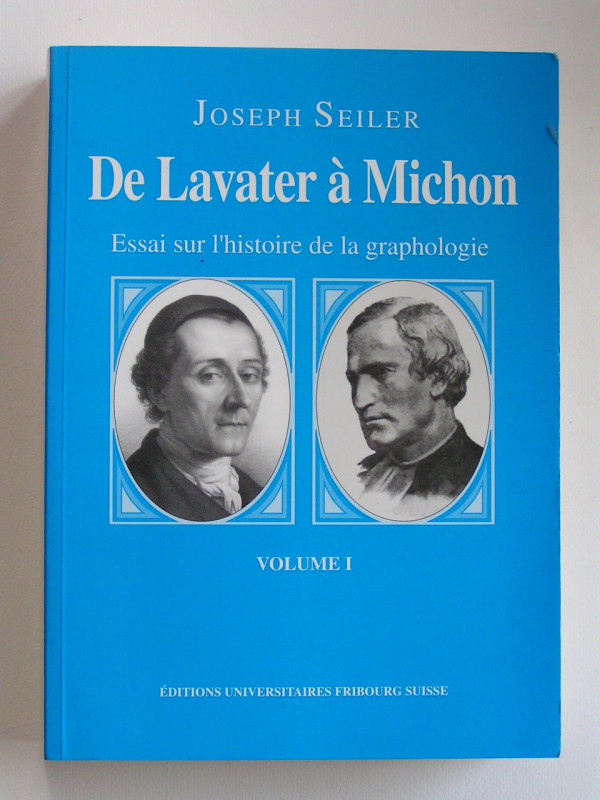 JOSEPH SEILER
De Lavater à Michon
Essai sur l'histoire de la graphologie
VOLUME I
ÉDITIONS UNIVERSITAIRES FRIBOURG SUISSE